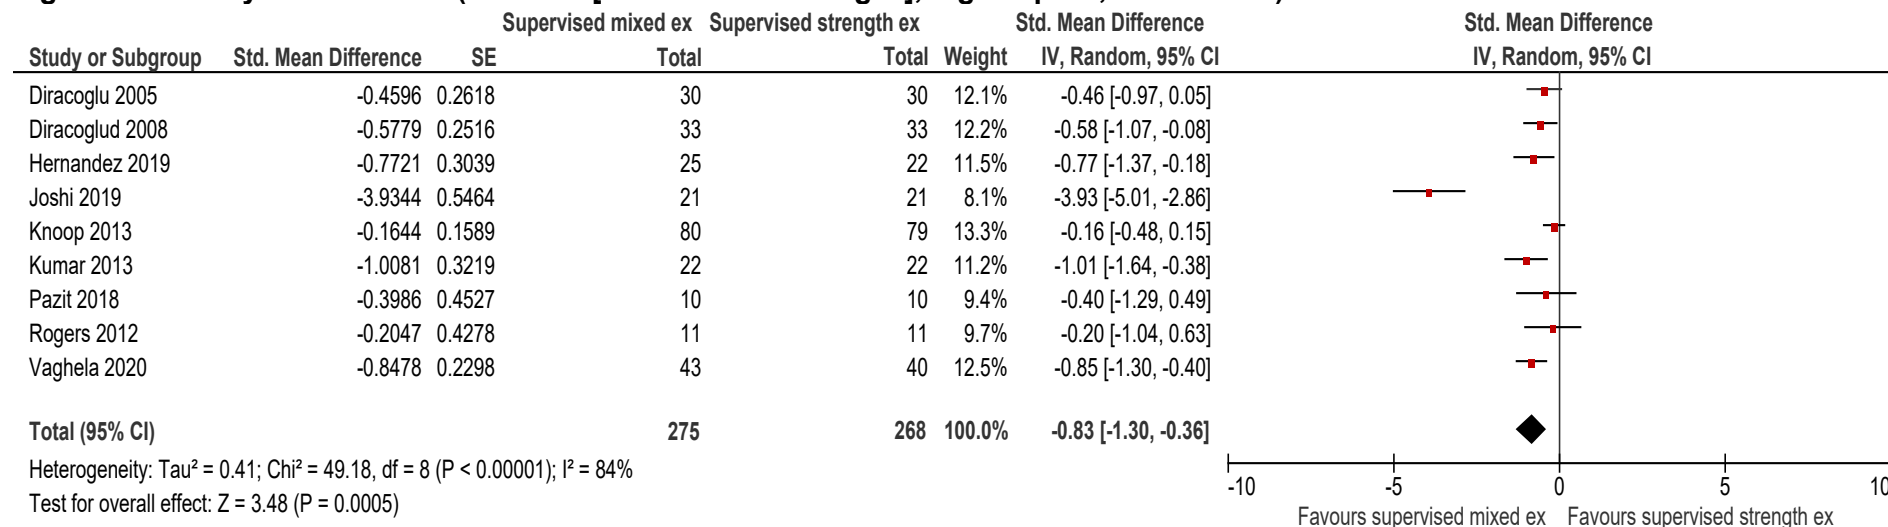 Supervised mixed ex Supervised strength ex Std. Mean Difference Std. Mean Difference
Study or Subgroup Std. Mean Difference SE Total Total Weight IV, Random, 95% CI IV, Random, 95% CI
Diracoglu 2005 -0.4596 0.2618 30 30 12.1% -0.46 [-0.97, 0.05]
Diracoglud 2008 -0.5779 0.2516 33 33 12.2% -0.58 [-1.07, -0.08]
Hernandez 2019 -0.7721 0.3039 25 22 11.5% -0.77 [-1.37, -0.18]
Joshi 2019 -3.9344 0.5464 21 21 8.1% -3.93 [-5.01, -2.86]
Knoop 2013 -0.1644 0.1589 80 79 13.3% -0.16 [-0.48, 0.15]
Kumar 2013 -1.0081 0.3219 22 22 11.2% -1.01 [-1.64, -0.38]
Pazit 2018 -0.3986 0.4527 10 10 9.4% -0.40 [-1.29, 0.49]
Rogers 2012 -0.2047 0.4278 11 11 9.7% -0.20 [-1.04, 0.63]
Vaghela 2020 -0.8478 0.2298 43 40 12.5% -0.85 [-1.30, -0.40]
Total (95% CI) 275 268 100.0% -0.83 [-1.30, -0.36]
Heterogeneity: Tau² = 0.41; Chi² = 49.18, df = 8 (P < 0.00001); I² = 84%
Test for overall effect: Z = 3.48 (P = 0.0005)
-10 -5 0 5 10
Favours supervised mixed ex Favours supervised strength ex